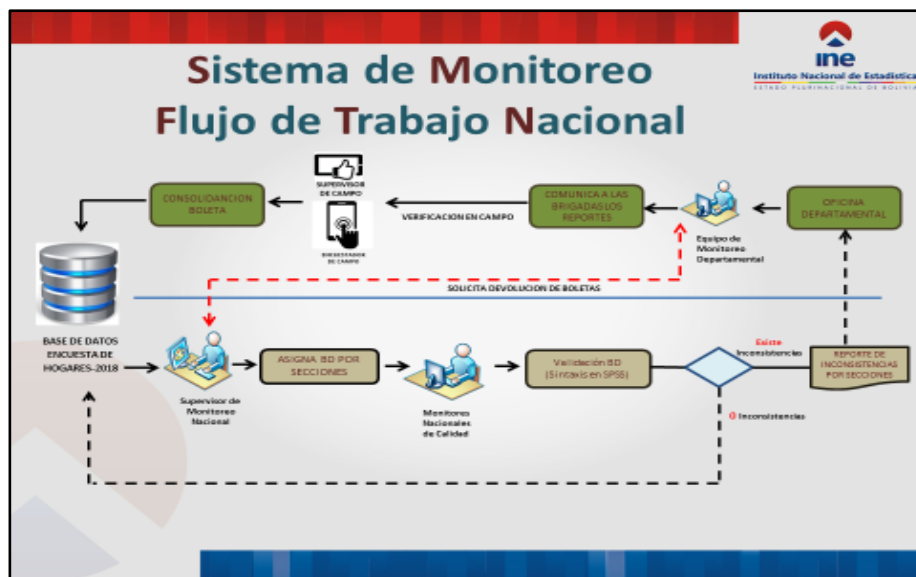 Sistema de Monitoreo
Flujo de Trabajo Nacional
ine
Instituto Nacional de Estadística
ESTADO PLURINACIONAL DE BOLIVIA
CONSOLIDANCION
BOLETA
SUPERVISOR
DE CAMPO
ENCUESTADOR
DE CAMPO
VERIFICACION EN CAMPO
COMUNICA A LAS
BRIGADAS LOS
REPORTES
Equipo de
Monitoreo
Departamental
OFICINA
DEPARTAMENTAL
SOLICITA DEVOLUCION DE BOLETAS
BASE DE DATOS
ENCUESTA DE
HOGARES-2018
Supervisor de
Monitoreo
Nacional
ASIGNA BD POR
SECCIONES
Monitores
Nacionales
de Calidad
Validación BD
(Sintaxis en SPSS)
Existe
Inconsistencias
REPORTE DE
INCONSISTENCIAS
POR SECCIONES
0 Inconsistencias